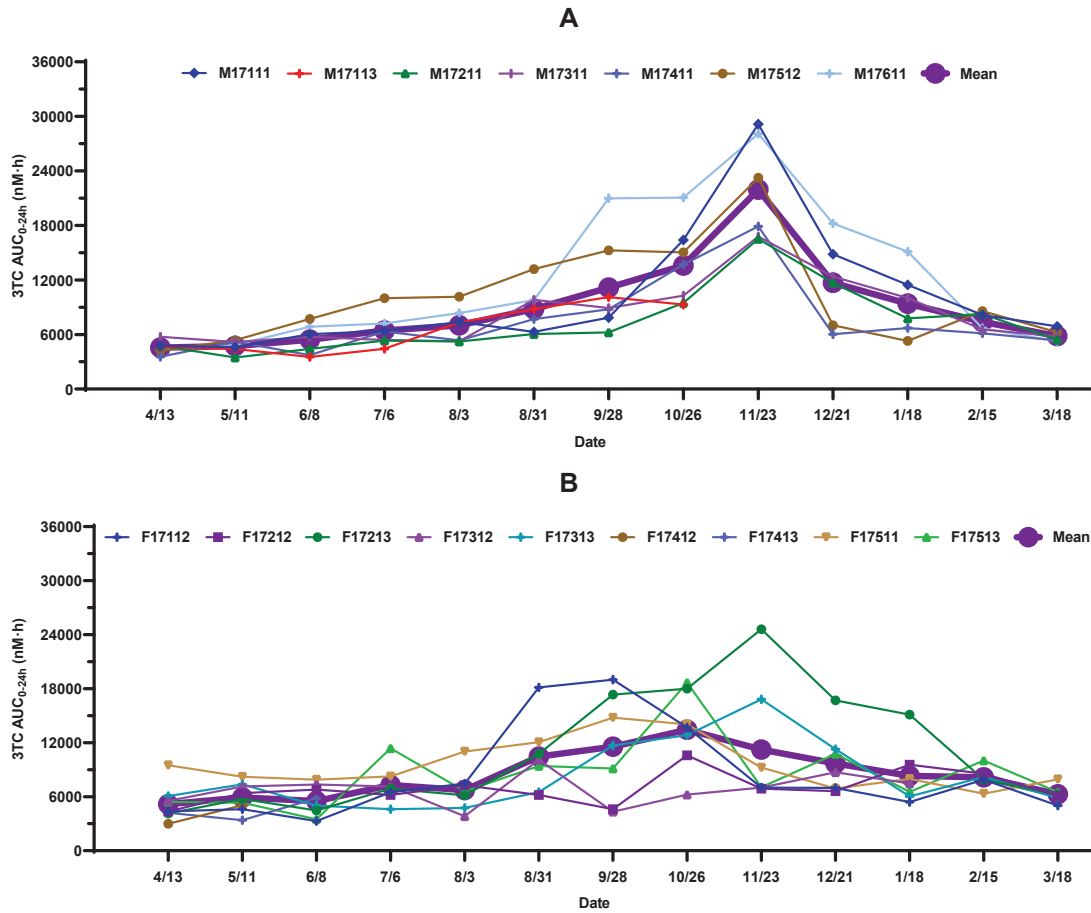 A
M17111 M17113 M17211 M17311 M17411 M17512 M17611 Mean
3TC AUC0-24h (nM·h)
36000
30000
24000
18000
12000
6000
0
4/13 5/11 6/8 7/6 8/3 8/31 9/28 10/26 11/23 12/21 1/18 2/15 3/18
Date
B
F17112 F17212 F17213 F17312 F17313 F17412 F17413 F17511 F17513 Mean
3TC AUC0-24h (nM·h)
36000
30000
24000
18000
12000
6000
0
4/13 5/11 6/8 7/6 8/3 8/31 9/28 10/26 11/23 12/21 1/18 2/15 3/18
Date